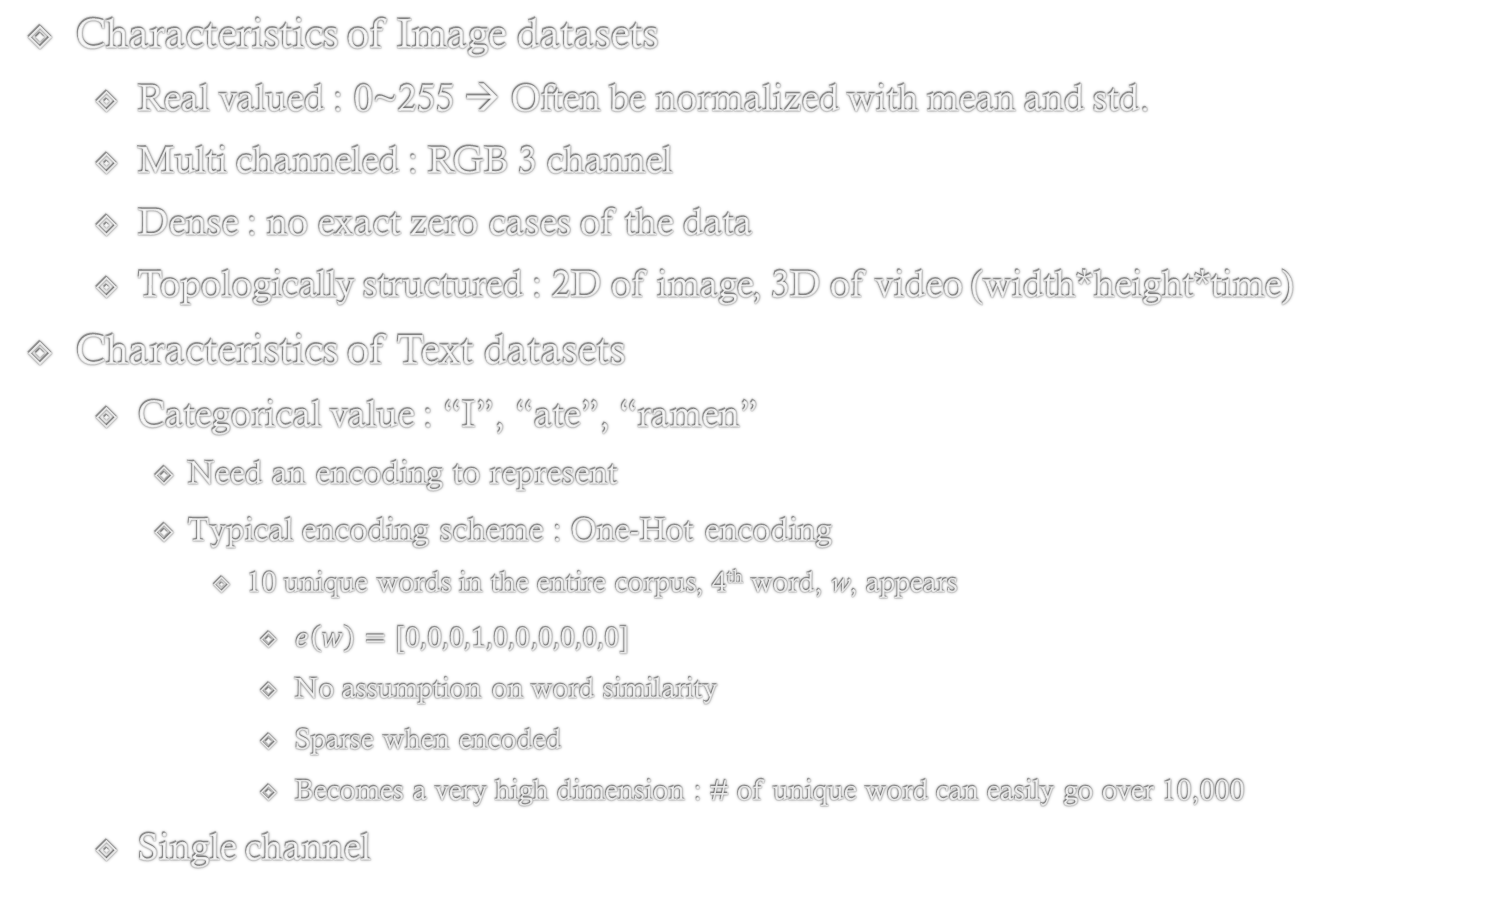 Characteristics of Image datasets
Real valued : 0~255 → Often be normalized with mean and std.
Multi channeled : RGB 3 channel
Dense : no exact zero cases of the data
Topologically structured : 2D of image, 3D of video (width*height*time)
Characteristics of Text datasets
Categorical value : “I”, “ate”, “ramen”
Need an encoding to represent
Typical encoding scheme : One-Hot encoding
10 unique words in the entire corpus, 4th word, w, appears
e(w) = [0,0,0,1,0,0,0,0,0,0]
No assumption on word similarity
Sparse when encoded
Becomes a very high dimension : # of unique word can easily go over 10,000
Single channel